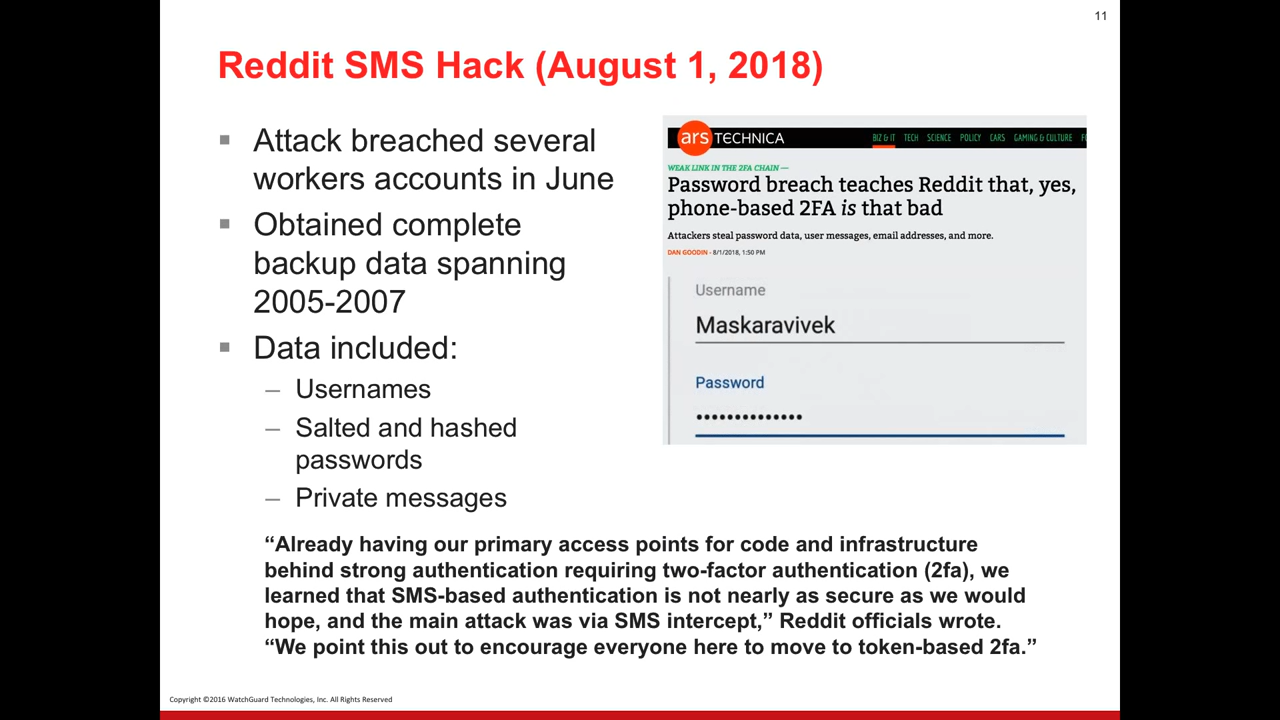 11
Reddit SMS Hack (August 1, 2018)
Attack breached several
workers accounts in June
Obtained complete
backup data spanning
2005-2007
Data included:
– Usernames
– Salted and hashed
passwords
– Private messages
ars TECHNICA
BIZ & IT TECH SCIENCE POLICY CARS GAMING & CULTURE
WEAK LINK IN THE 2FA CHAIN —
Password breach teaches Reddit that, yes,
phone-based 2FA is that bad
Attackers steal password data, user messages, email addresses, and more.
DAN GOODIN - 8/1/2018, 1:50 PM
Username
Maskaravivek
Password
••••••••••••••
“Already having our primary access points for code and infrastructure
behind strong authentication requiring two-factor authentication (2fa), we
learned that SMS-based authentication is not nearly as secure as we would
hope, and the main attack was via SMS intercept,” Reddit officials wrote.
“We point this out to encourage everyone here to move to token-based 2fa.”
Copyright ©2016 WatchGuard Technologies, Inc. All Rights Reserved